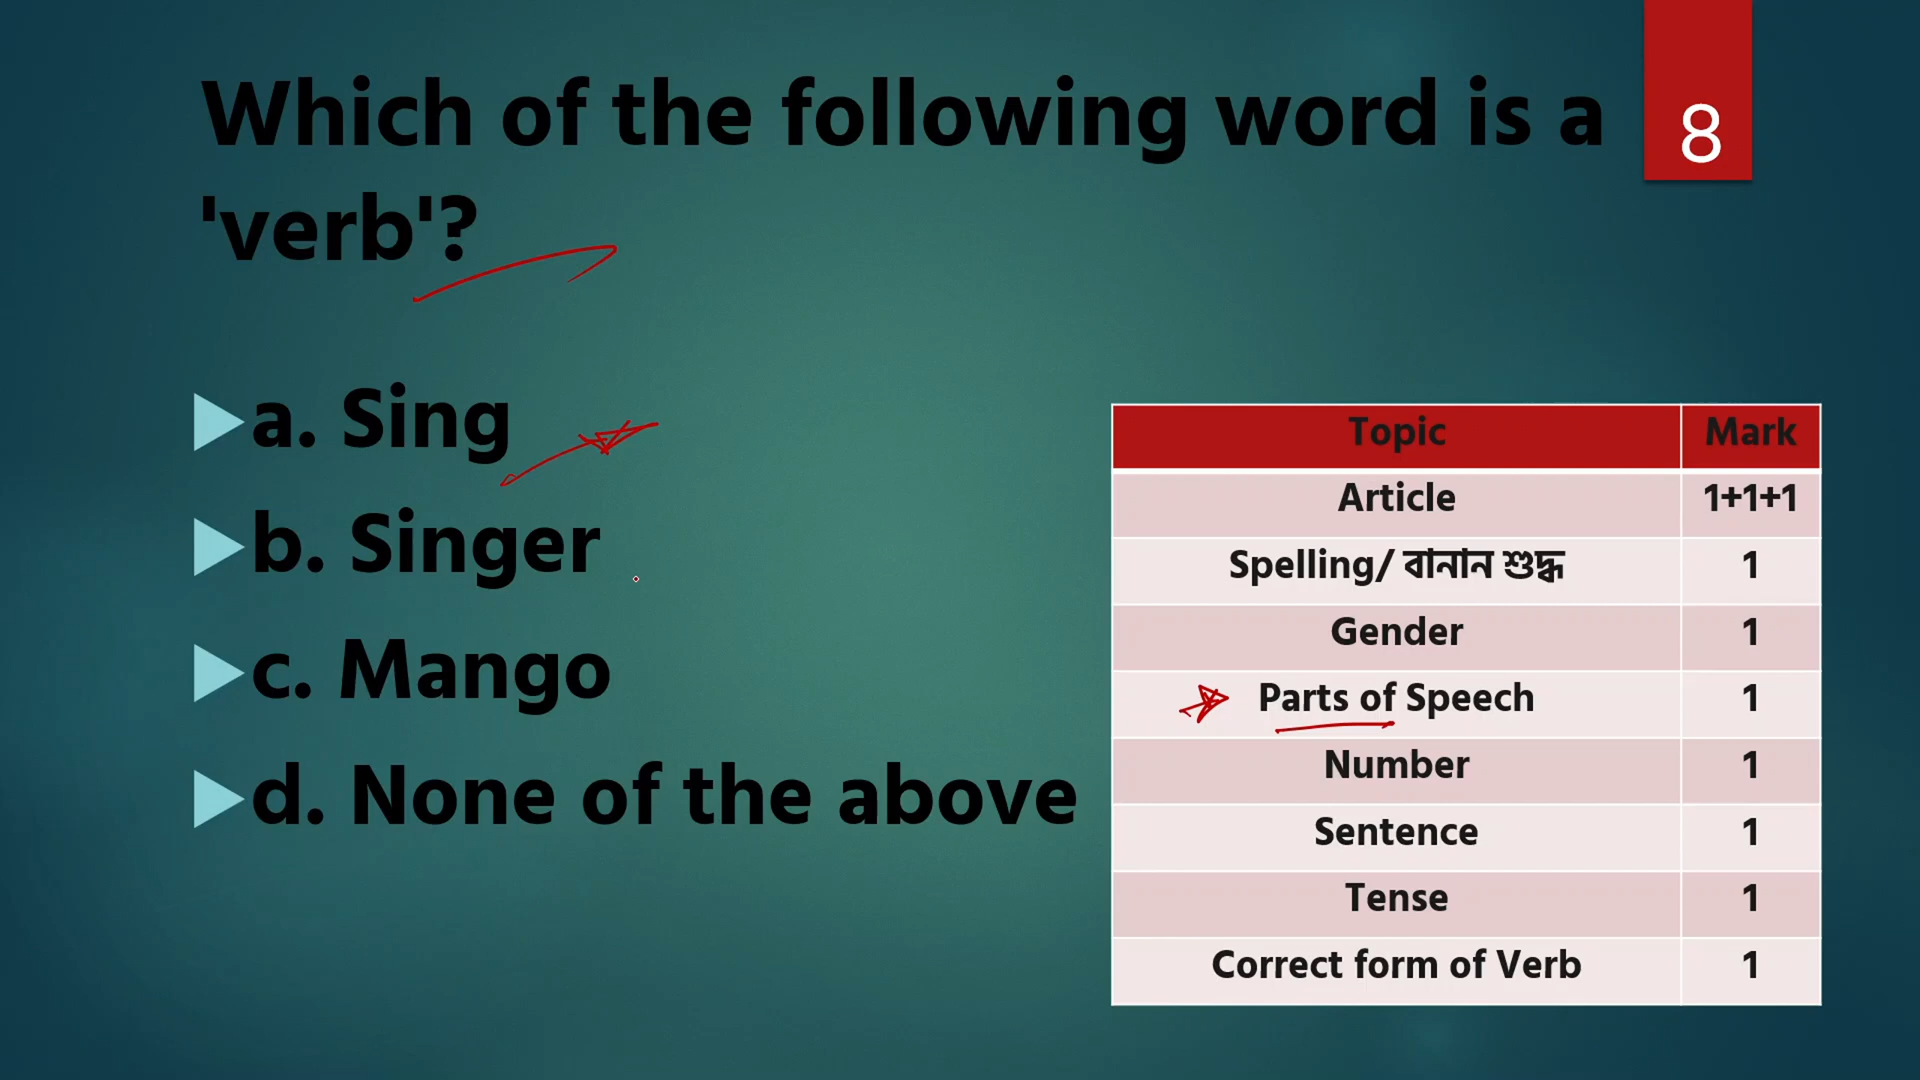 Which of the following word is a
'verb'?
8
a. Sing
b. Singer
c. Mango
d. None of the above
Topic Mark
Article 1+1+1
Spelling/ বানান শুদ্ধ 1
Gender 1
Parts of Speech 1
Number 1
Sentence 1
Tense 1
Correct form of Verb 1